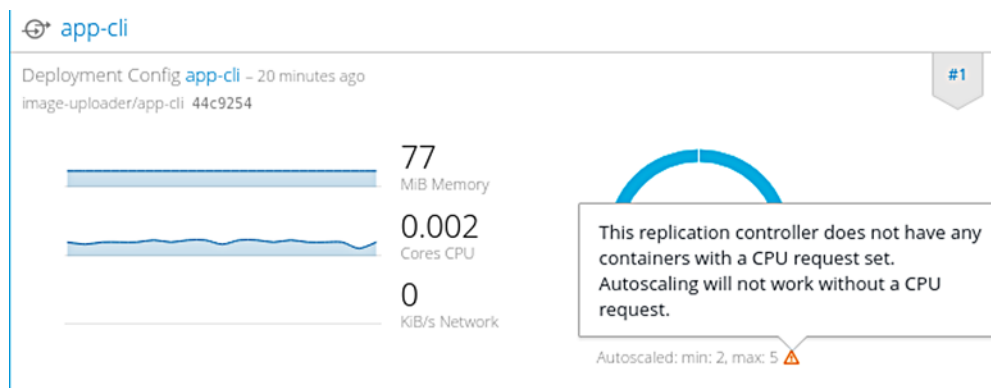 app-cli
Deployment Config app-cli – 20 minutes ago
#1
image-uploader/app-cli 44c9254
77
MiB Memory
0.002
Cores CPU
0
KiB/s Network
This replication controller does not have any
containers with a CPU request set.
Autoscaling will not work without a CPU
request.
Autoscaled: min: 2, max: 5